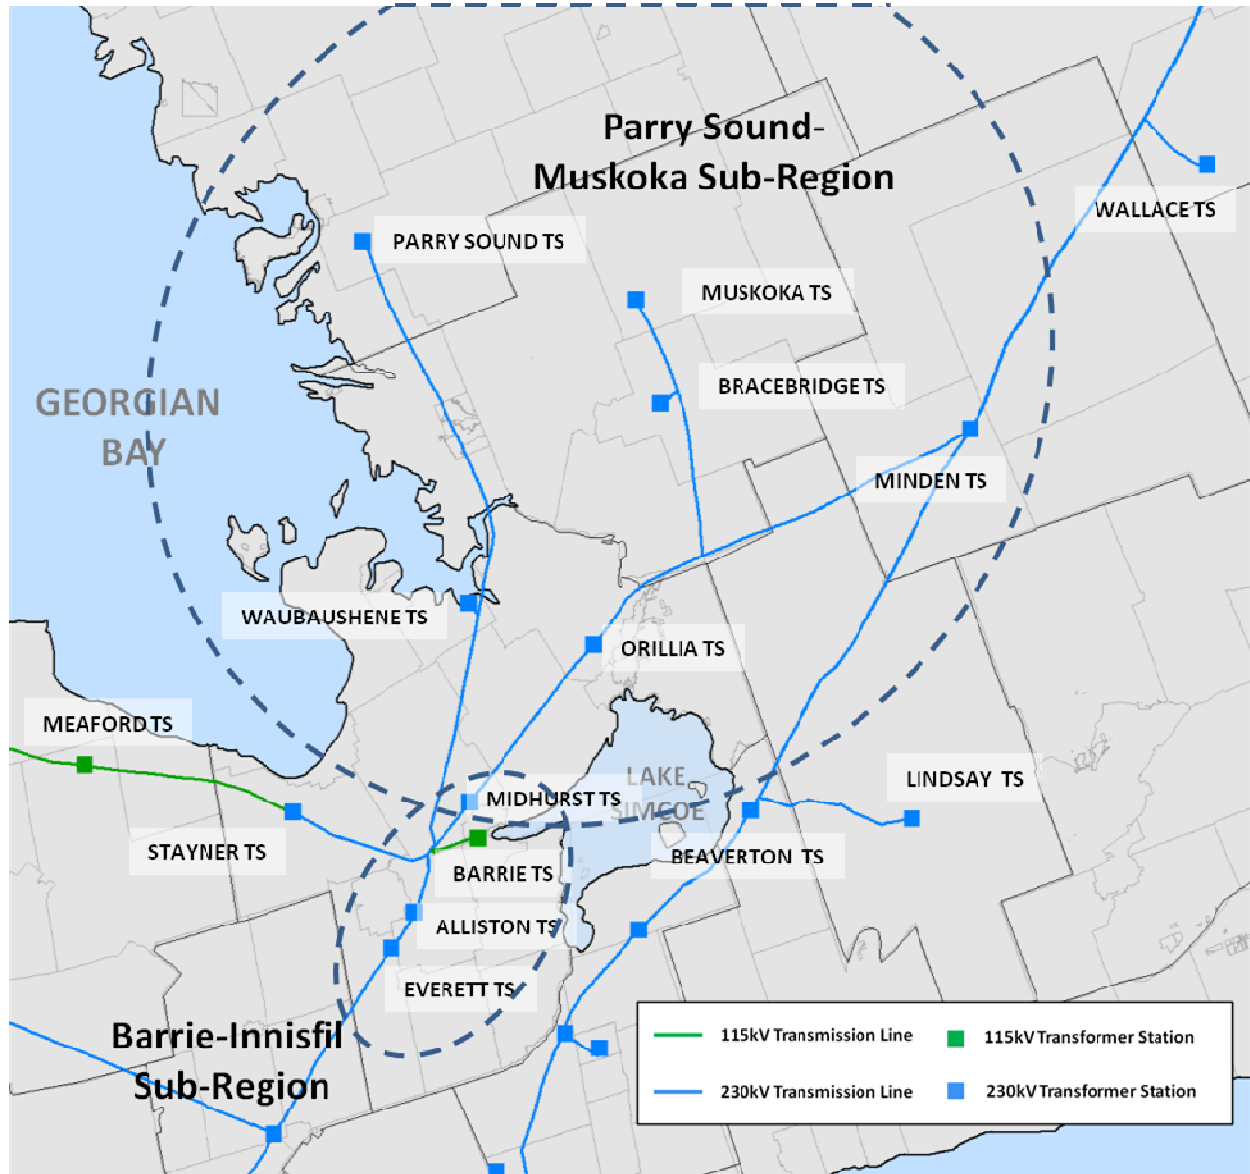 Parry Sound-
Muskoka Sub-Region
WALLACE TS
PARRY SOUND TS
MUSKOKA TS
BRACEBRIDGE TS
GEORGIAN
BAY
MINDEN TS
WAUBAUSHENE TS
ORILLIA TS
MEAFORD TS
LAKE
SIMCOE
LINDSAY TS
MIDHURST TS
STAYNER TS
BEAVERTON TS
BARRIE TS
ALLISTON TS
EVERETT TS
Barrie-Innisfil
Sub-Region
115kV Transmission Line
115kV Transformer Station
230kV Transmission Line
230kV Transformer Station